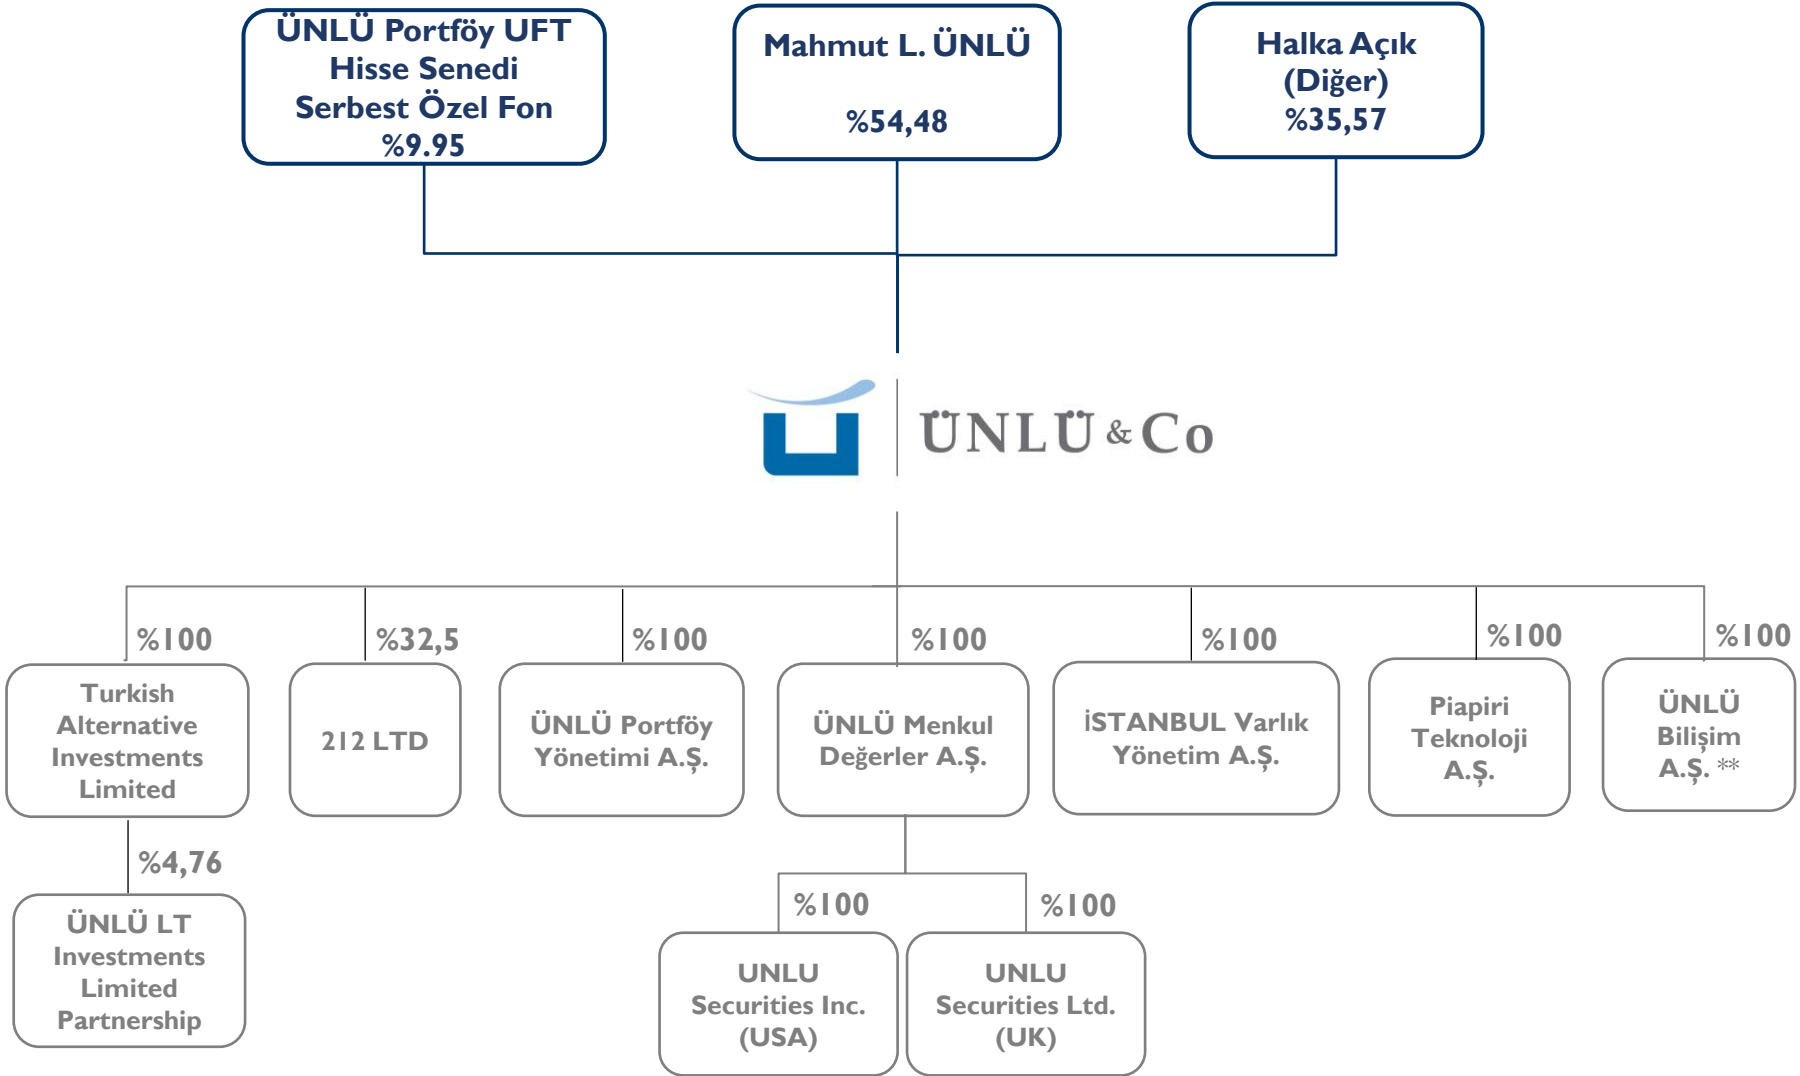 ÜNLÜ Portföy UFT
Hisse Senedi
Serbest Özel Fon
%9.95
Mahmut L. ÜNLÜ
%54,48
Halka Açık
(Diğer)
%35,57
ÜNLÜ & Co
%100
%32,5
%100
%100
%100
%100
%100
Turkish
Alternative
Investments
Limited
212 LTD
ÜNLÜ Portföy
Yönetimi A.Ş.
ÜNLÜ Menkul
Değerler A.Ş.
İSTANBUL Varlık
Yönetim A.Ş.
Piapiri
Teknoloji
A.Ş.
ÜNLÜ
Bilişim
A.Ş. **
%4,76
%100
%100
ÜNLÜ LT
Investments
Limited
Partnership
UNLU
Securities Inc.
(USA)
UNLU
Securities Ltd.
(UK)